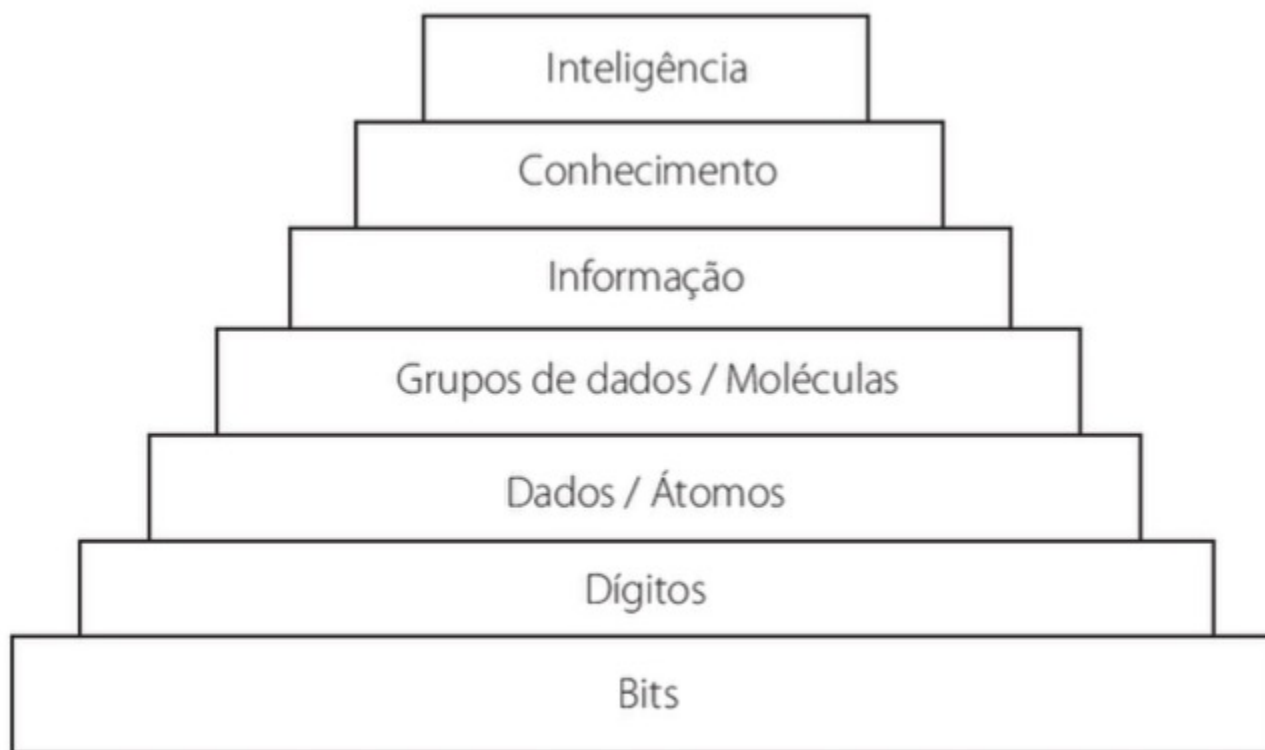 Inteligência
Conhecimento
Informação
Grupos de dados / Moléculas
Dados / Átomos
Dígitos
Bits